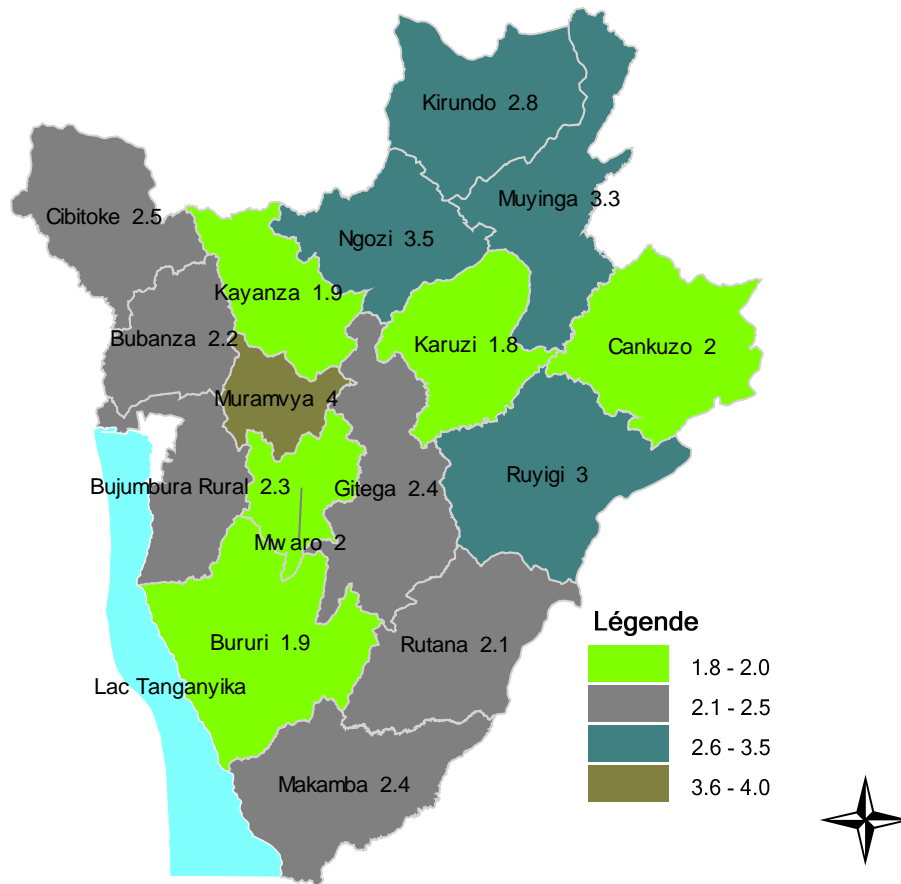 Kirundo 2.8
Muyinga 3.3
Cibitoke 2.5
Ngozi 3.5
Kayanza 1.9
Bubanza 2.2
Karuzi 1.8
Cankuzo 2
Muramvya 4
Ruyigi 3
Bujumbura Rural 2.3
Gitega 2.4
Mwaro 2
Bururi 1.9
Rutana 2.1
Lac Tanganyika
Makamba 2.4
Légende
1.8 - 2.0
2.1 - 2.5
2.6 - 3.5
3.6 - 4.0